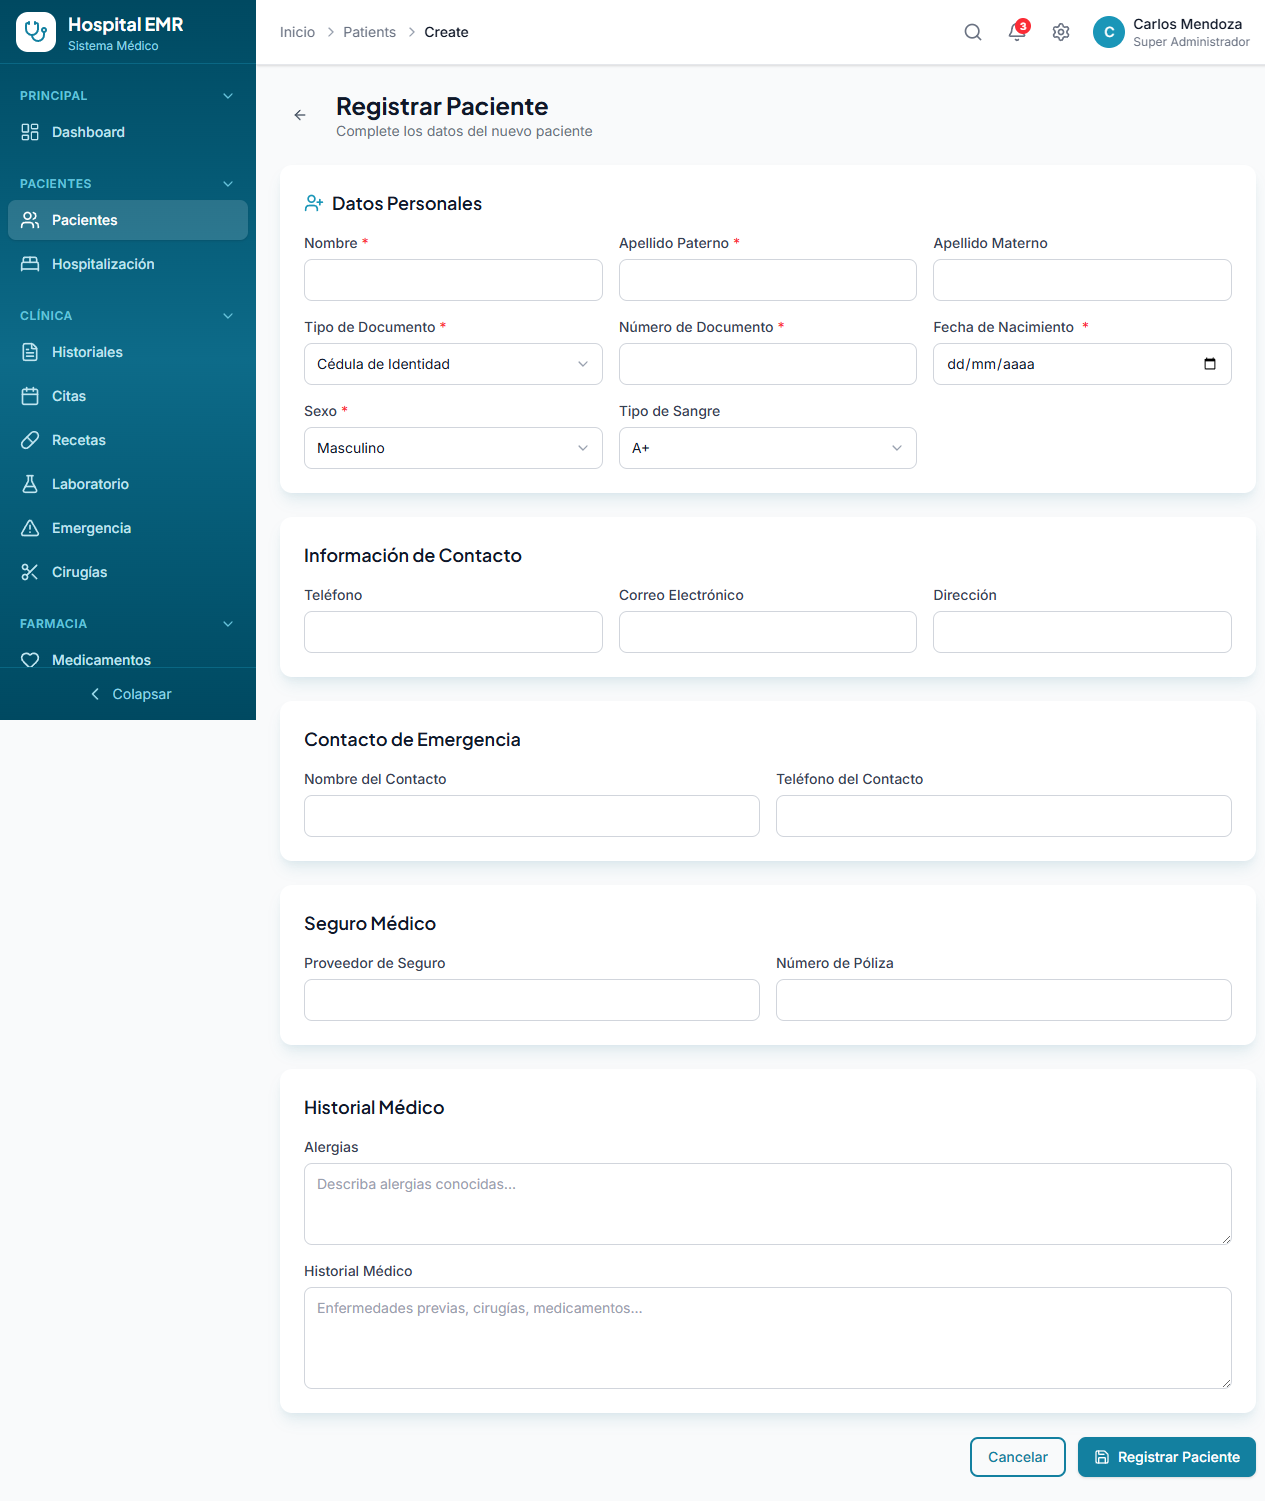 Hospital EMR
Sistema Médico
PRINCIPAL
Dashboard
PACIENTES
Pacientes
Hospitalización
CLÍNICA
Historiales
Citas
Recetas
Laboratorio
Emergencia
Cirugías
FARMACIA
Medicamentos
Colapsar
Inicio > Patients > Create
3
C
Carlos Mendoza
Super Administrador
Registrar Paciente
Complete los datos del nuevo paciente
Datos Personales
Nombre * Apellido Paterno * Apellido Materno
Tipo de Documento * Número de Documento * Fecha de Nacimiento *
Cédula de Identidad dd/mm/aaaa
Sexo * Tipo de Sangre
Masculino A+
Información de Contacto
Teléfono Correo Electrónico Dirección
Contacto de Emergencia
Nombre del Contacto Teléfono del Contacto
Seguro Médico
Proveedor de Seguro Número de Póliza
Historial Médico
Alergias
Describa alergias conocidas...
Historial Médico
Enfermedades previas, cirugías, medicamentos...
Cancelar Registrar Paciente